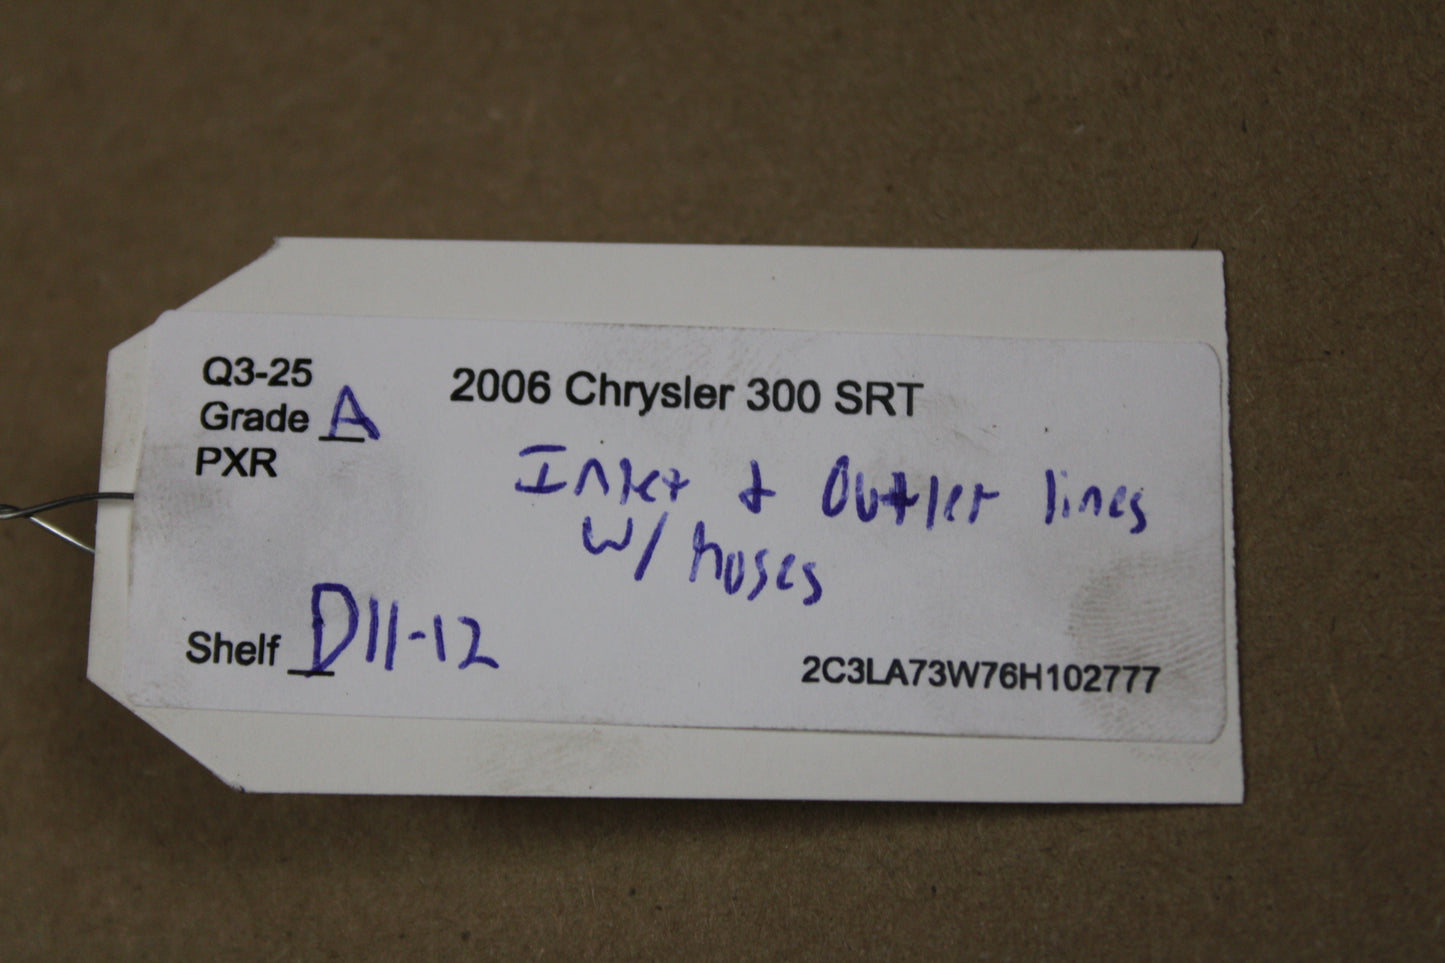 Q3-25
Grade A
PXR
2006 Chrysler 300 SRT
Inlet + Outlet lines
w/ hoses
Shelf D11-12
2C3LA73W76H102777